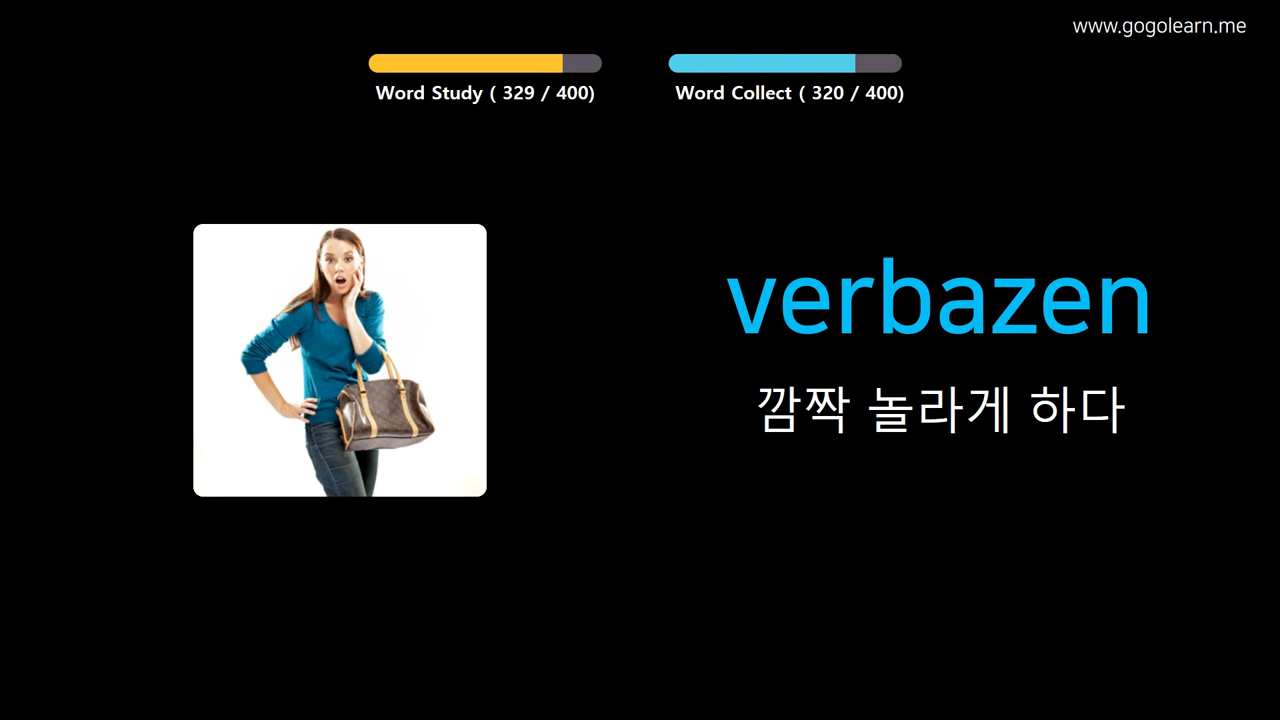 www.gogolearn.me
Word Study ( 329 / 400)
Word Collect ( 320 / 400)
verbazen
깜짝 놀라게 하다